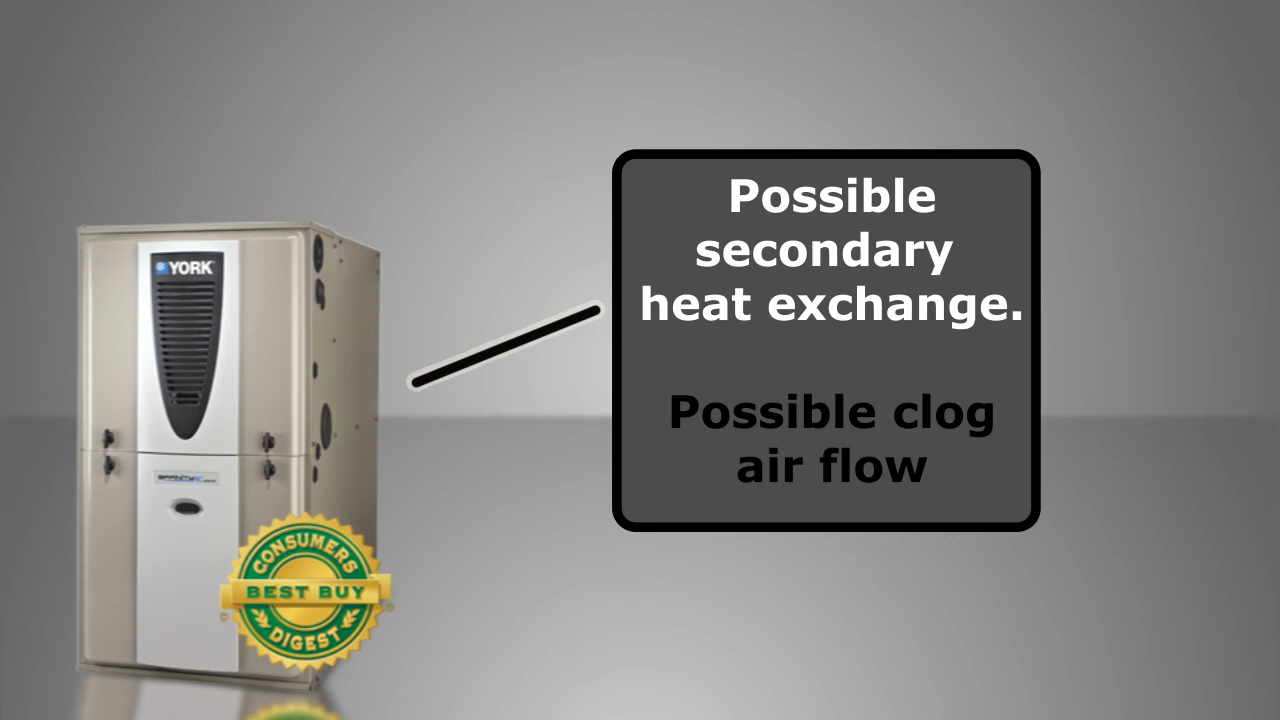 YORK
CONSUMERS
BEST BUY
DIGEST
Possible
secondary
heat exchange.
Possible clog
air flow